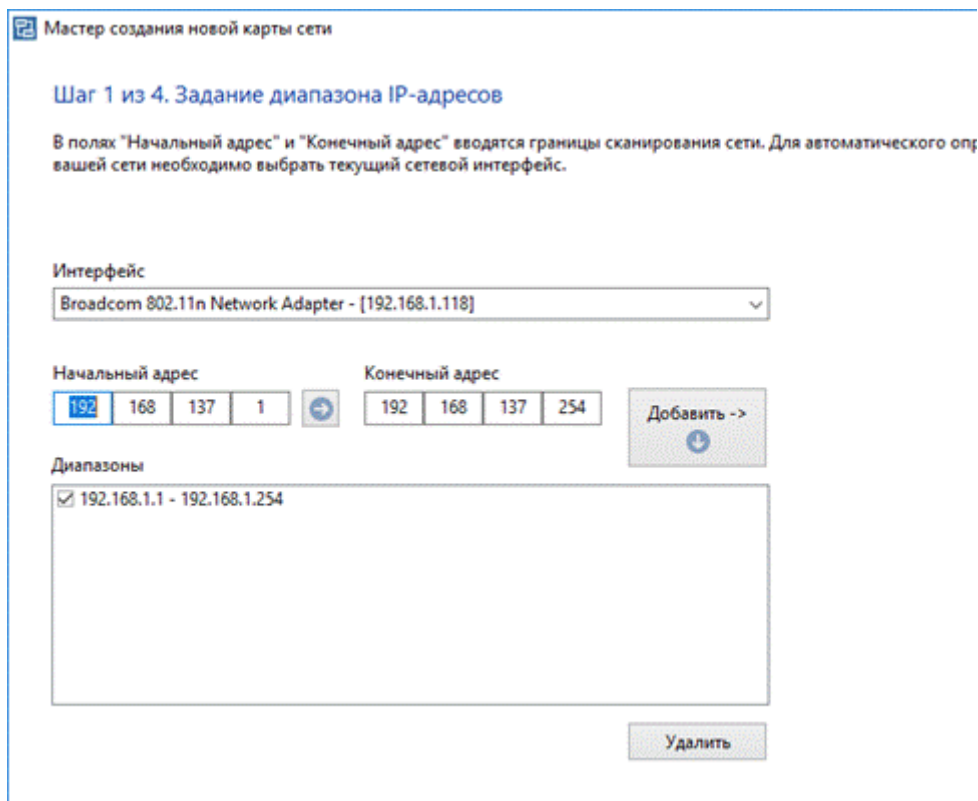 Мастер создания новой карты сети
Шаг 1 из 4. Задание диапазона IP-адресов
В полях "Начальный адрес" и "Конечный адрес" вводятся границы сканирования сети. Для автоматического
вашей сети необходимо выбрать текущий сетевой интерфейс.
Интерфейс
Broadcom 802.11n Network Adapter - [192.168.1.118]
Начальный адрес Конечный адрес
192 168 137 1 192 168 137 254
Добавить ->
Диапазоны
192.168.1.1 - 192.168.1.254
Удалить